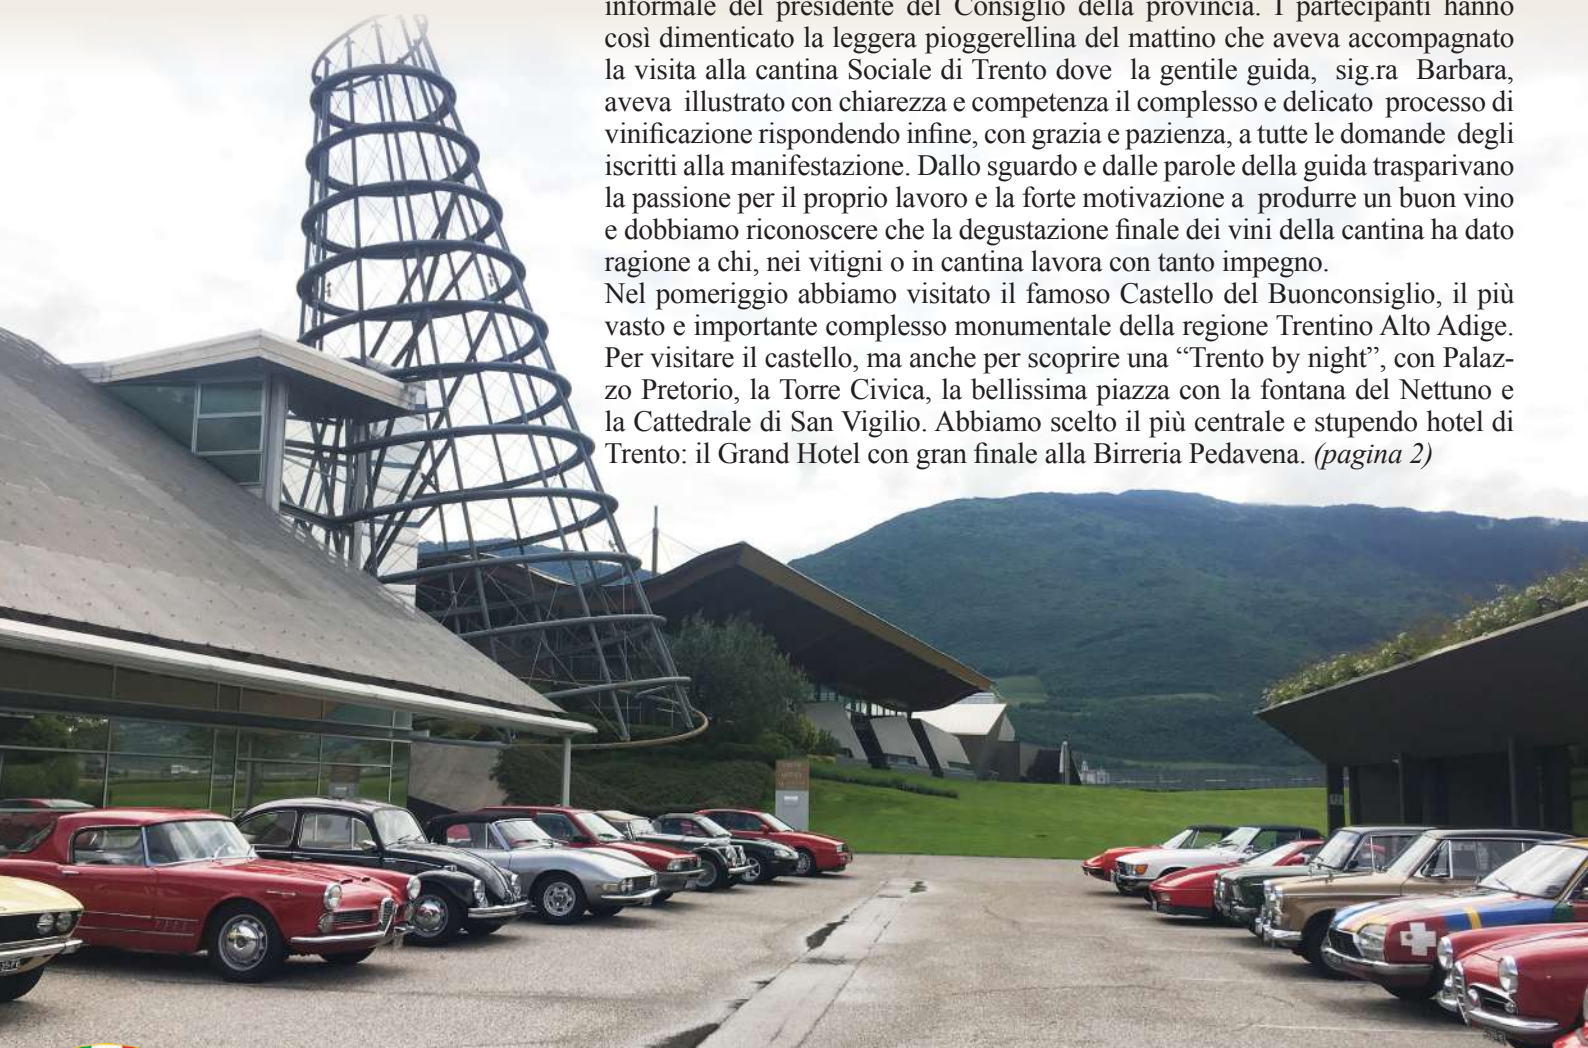 informale del presidente del Consiglio della provincia. I partecipanti hanno
così dimenticato la leggera pioggerellina del mattino che aveva accompagnato
la visita alla cantina Sociale di Trento dove la gentile guida, sig.ra Barbara,
aveva illustrato con chiarezza e competenza il complesso e delicato processo di
vinificazione rispondendo infine, con grazia e pazienza, a tutte le domande degli
iscritti alla manifestazione. Dallo sguardo e dalle parole della guida trasparivano
la passione per il proprio lavoro e la forte motivazione a produrre un buon vino
e dobbiamo riconoscere che la degustazione finale dei vini della cantina ha dato
ragione a chi, nei vitigni o in cantina lavora con tanto impegno.
Nel pomeriggio abbiamo visitato il famoso Castello del Buonconsiglio, il più
vasto e importante complesso monumentale della regione Trentino Alto Adige.
Per visitare il castello, ma anche per scoprire una “Trento by night”, con Palaz-
zo Pretorio, la Torre Civica, la bellissima piazza con la fontana del Nettuno e
la Cattedrale di San Vigilio. Abbiamo scelto il più centrale e stupendo hotel di
Trento: il Grand Hotel con gran finale alla Birreria Pedavena. (pagina 2)